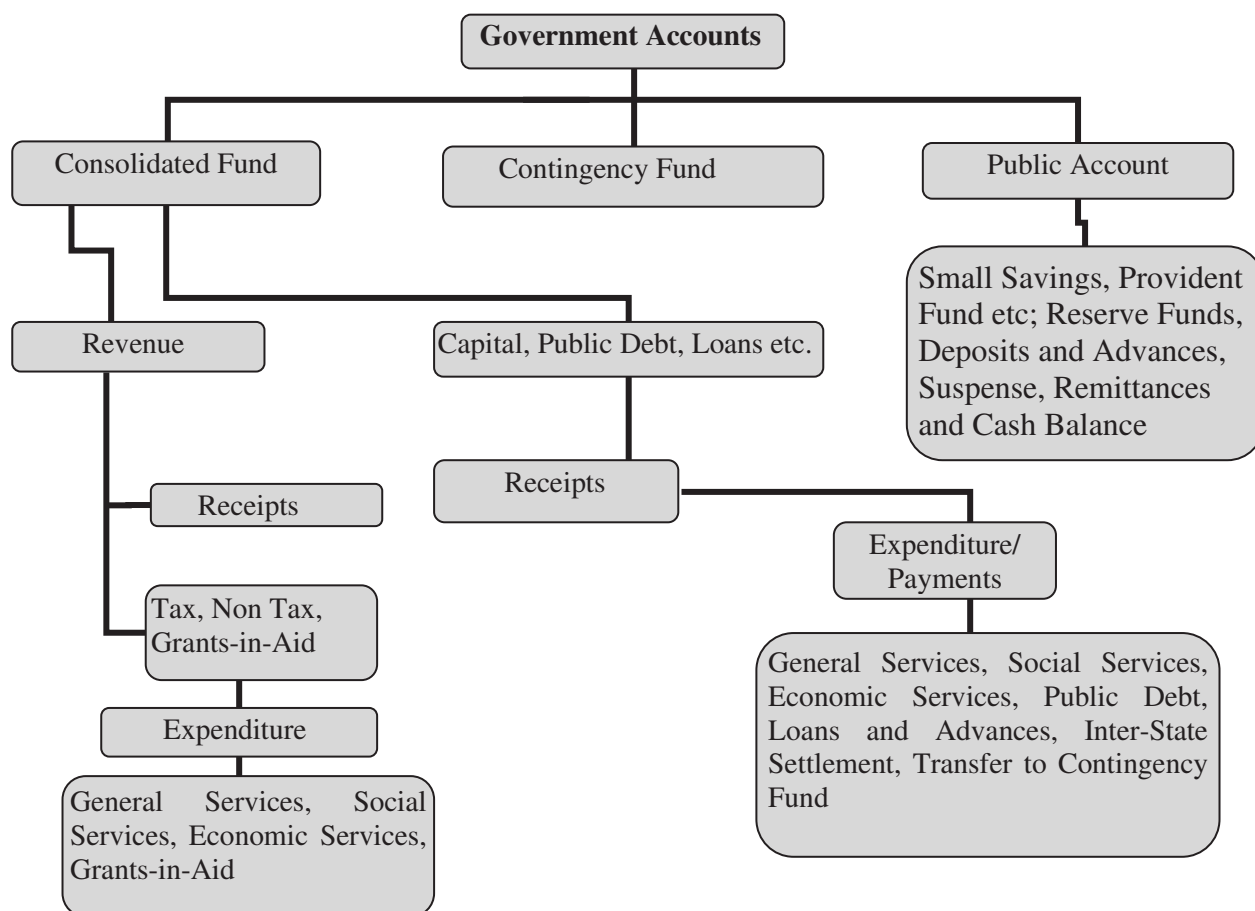 Government Accounts
Consolidated Fund
Contingency Fund
Public Account
Small Savings, Provident
Fund etc; Reserve Funds,
Deposits and Advances,
Suspense, Remittances
and Cash Balance
Revenue
Capital, Public Debt, Loans etc.
Receipts
Receipts
Expenditure/
Payments
Tax, Non Tax,
Grants-in-Aid
General Services, Social Services,
Economic Services, Public Debt,
Loans and Advances, Inter-State
Settlement, Transfer to Contingency
Fund
Expenditure
General Services, Social
Services, Economic Services,
Grants-in-Aid